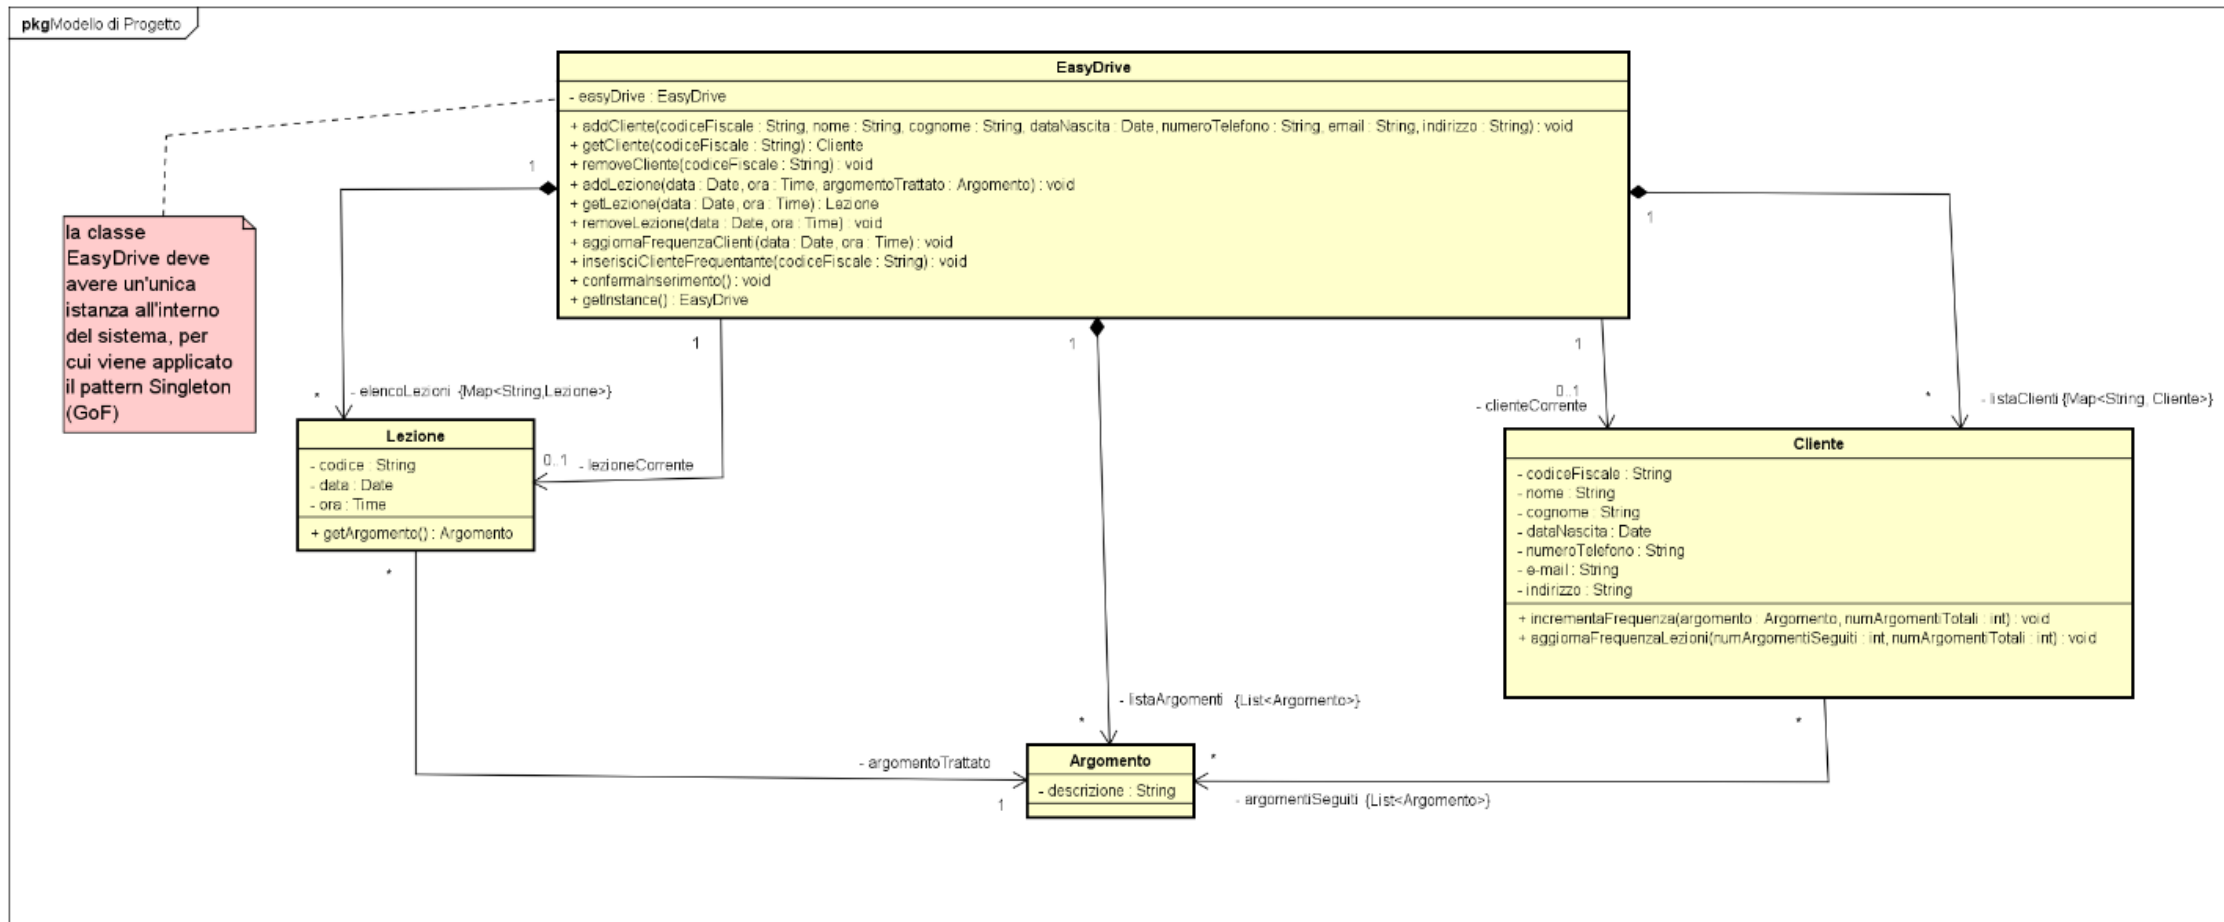 pkgModello di Progetto
EasyDrive
- easyDrive : EasyDrive
+ addCliente(codiceFiscale : String, nome : String, cognome : String, dataNascita : Date, numeroTelefono : String, email : String, indirizzo : String) : void
+ getCliente(codiceFiscale : String) : Cliente
+ removeCliente(codiceFiscale : String) : void
+ addLezione(data : Date, ora : Time, argomentoTrattato : Argomento) : void
+ getLezione(data : Date, ora : Time) : Lezione
+ removeLezione(data : Date, ora : Time) : void
+ aggiornaFrequenzaClienti(data : Date, ora : Time) : void
+ inserisciClienteFrequentante(codiceFiscale : String) : void
+ confermaInserimento() : void
+ getInstance() : EasyDrive
la classe
EasyDrive deve
avere un'unica
istanza all'interno
del sistema, per
cui viene applicato
il pattern Singleton
(GoF)
1
1
1
1
1
* - elencoLezioni {Map<String,Lezione>}
0..1 - lezioneCorrente
0..1
- clienteCorrente
* - listaClienti {Map<String, Cliente>}
Lezione
- codice : String
- data : Date
- ora : Time
+ getArgomento() : Argomento
*
Cliente
- codiceFiscale : String
- nome : String
- cognome : String
- dataNascita : Date
- numeroTelefono : String
- e-mail : String
- indirizzo : String
+ incrementaFrequenza(argomento : Argomento, numArgomentiTotali : int) : void
+ aggiornaFrequenzaLezioni(numArgomentiSeguiti : int, numArgomentiTotali : int) : void
*
- listaArgomenti {List<Argomento>}
*
- argomentoTrattato
1
Argomento
- descrizione : String
*
- argomentiSeguiti {List<Argomento>}